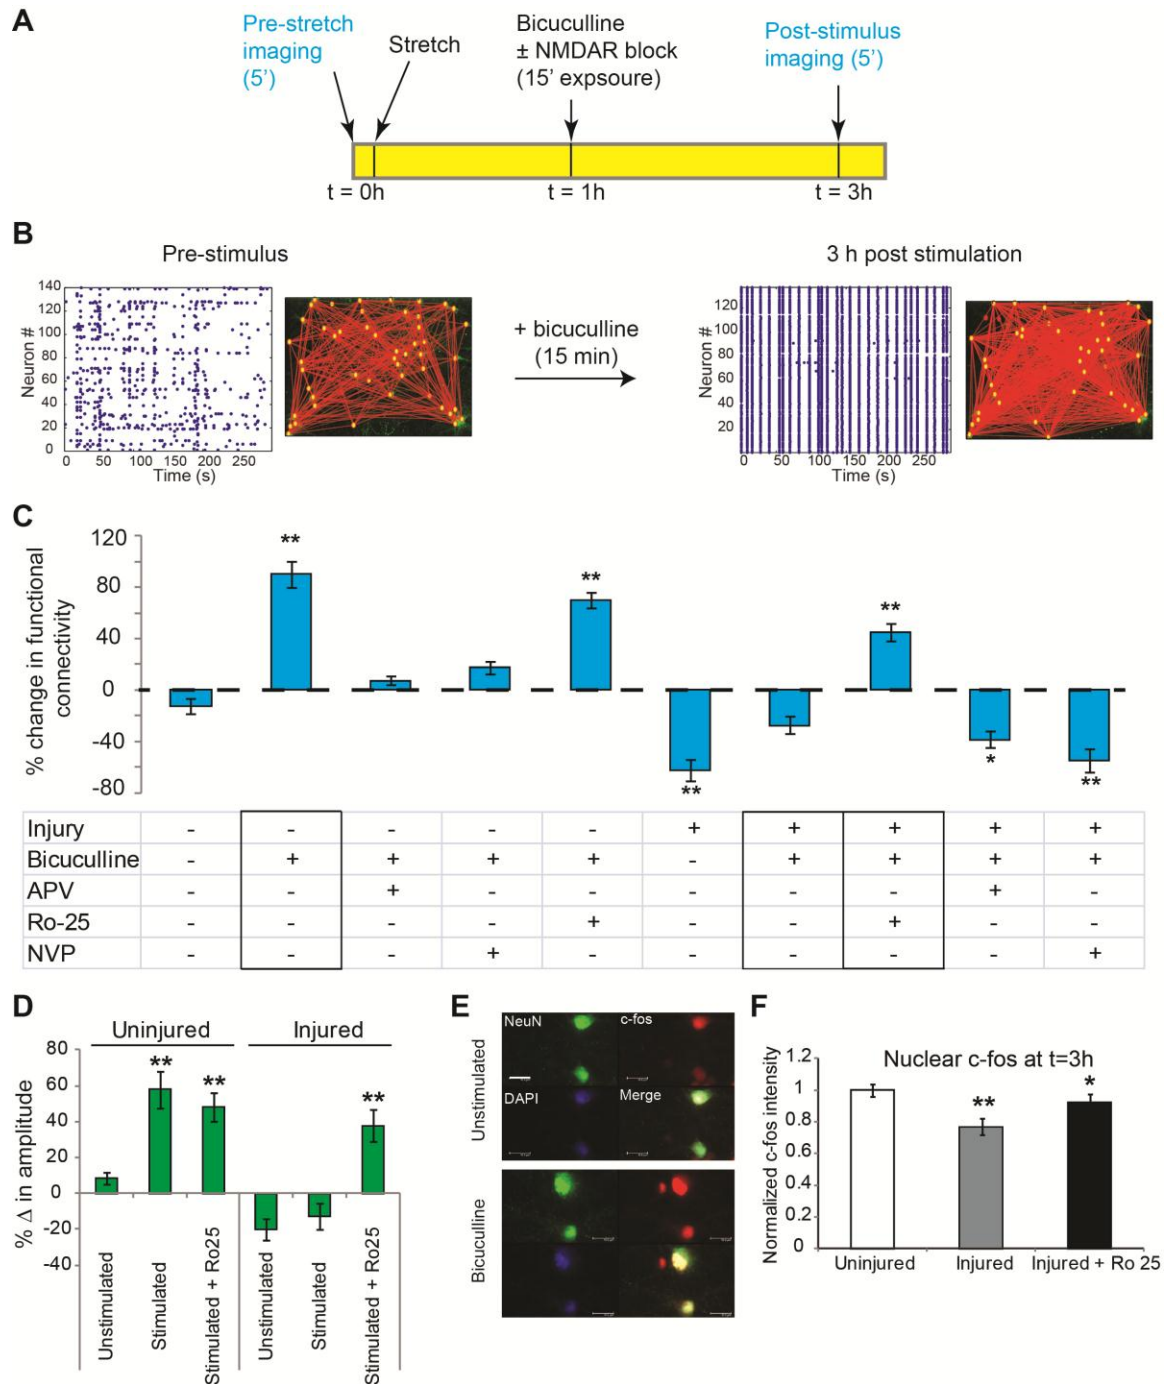 A
Pre-stretch
imaging
(5')
Stretch
Bicuculline
± NMDAR block
(15' expsoure)
Post-stimulus
imaging (5')
t = 0h
t = 1h
t = 3h
B
Pre-stimulus
3 h post stimulation
Neuron #
140
120
100
80
60
40
20
0
0 50 100 150 200 250
Time (s)
+ bicuculline
(15 min)
Neuron #
120
100
80
60
40
20
0 50 100 150 200 250
Time (s)
C
% change in functional
connectivity
120
80
40
0
-40
-80
** ** ** ** * **
Injury - - - - - + + + + +
Bicuculline - + + + + - + + + +
APV - - + - - - - - + -
Ro-25 - - - - + - - + - -
NVP - - - + - - - - - +
D
Uninjured Injured
% Δ in amplitude
80
60
40
20
0
-20
-40
** ** **
Unstimulated
Stimulated
Stimulated + Ro25
Unstimulated
Stimulated
Stimulated + Ro25
E
Unstimulated
NeuN c-fos
DAPI Merge
Bicuculline
F
Nuclear c-fos at t=3h
Normalized c-fos intensity
1.2
1
0.8
0.6
0.4
0.2
0
** *
Uninjured Injured Injured + Ro 25